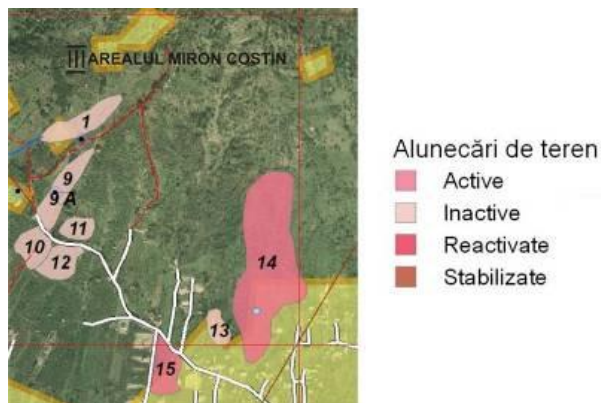 III AREALUL MIRON COSTIN
1
9
9 A
11
10
12
14
13
15
Alunecări de teren
Active
Inactive
Reactivate
Stabilizate